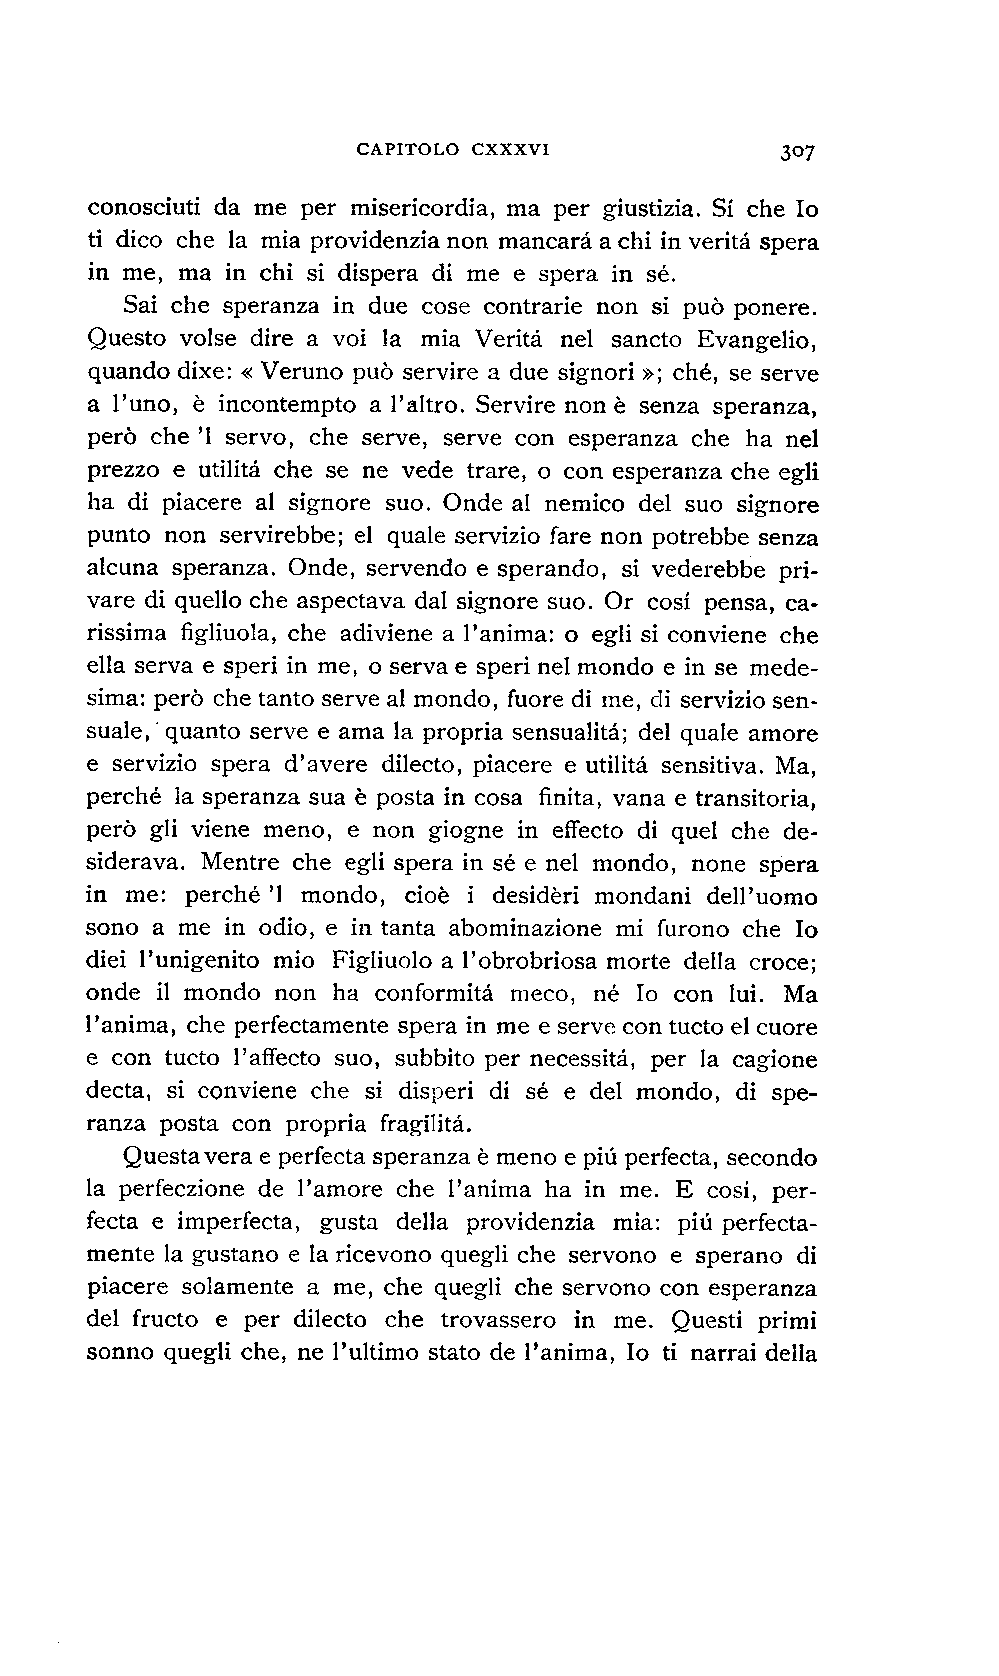 CAPITOLO CXXXVI 307
conosciuti da me per misericordia, ma per giustizia. Sí che Io
ti dico che la mia providenzia non mancará a chi in veritá spera
in me, ma in chi si dispera di me e spera in sé.
Sai che speranza in due cose contrarie non si può ponere.
Questo volse dire a voi la mia Veritá nel sancto Evangelio,
quando dixe: « Veruno può servire a due signori »; ché, se serve
a l'uno, è incontempto a l'altro. Servire non è senza speranza,
però che 'l servo, che serve, serve con esperanza che ha nel
prezzo e utilitá che se ne vede trare, o con esperanza che egli
ha di piacere al signore suo. Onde al nemico del suo signore
punto non servirebbe; el quale servizio fare non potrebbe senza
alcuna speranza. Onde, servendo e sperando, si vederebbe pri-
vare di quello che aspectava dal signore suo. Or cosí pensa, ca-
rissima figliuola, che adiviene a l'anima: o egli si conviene che
ella serva e speri in me, o serva e speri nel mondo e in se mede-
sima: però che tanto serve al mondo, fuore di me, di servizio sen-
suale, quanto serve e ama la propria sensualitá; del quale amore
e servizio spera d'avere dilecto, piacere e utilitá sensitiva. Ma,
perché la speranza sua è posta in cosa finita, vana e transitoria,
però gli viene meno, e non giogne in effecto di quel che de-
siderava. Mentre che egli spera in sé e nel mondo, none spera
in me: perché 'l mondo, cioè i desidèri mondani dell'uomo
sono a me in odio, e in tanta abominazione mi furono che Io
diei l'unigenito mio Figliuolo a l'obrobriosa morte della croce;
onde il mondo non ha conformitá meco, né Io con lui. Ma
l'anima, che perfectamente spera in me e serve con tucto el cuore
e con tucto l'affecto suo, subbito per necessitá, per la cagione
decta, si conviene che si disperi di sé e del mondo, di spe-
ranza posta con propria fragilitá.
Questa vera e perfecta speranza è meno e piú perfecta, secondo
la perfeczione de l'amore che l'anima ha in me. E cosí, per-
fecta e imperfecta, gusta della providenzia mia: piú perfecta-
mente la gustano e la ricevono quegli che servono e sperano di
piacere solamente a me, che quegli che servono con esperanza
del fructo e per dilecto che trovassero in me. Questi primi
sonno quegli che, ne l'ultimo stato de l'anima, Io ti narrai della